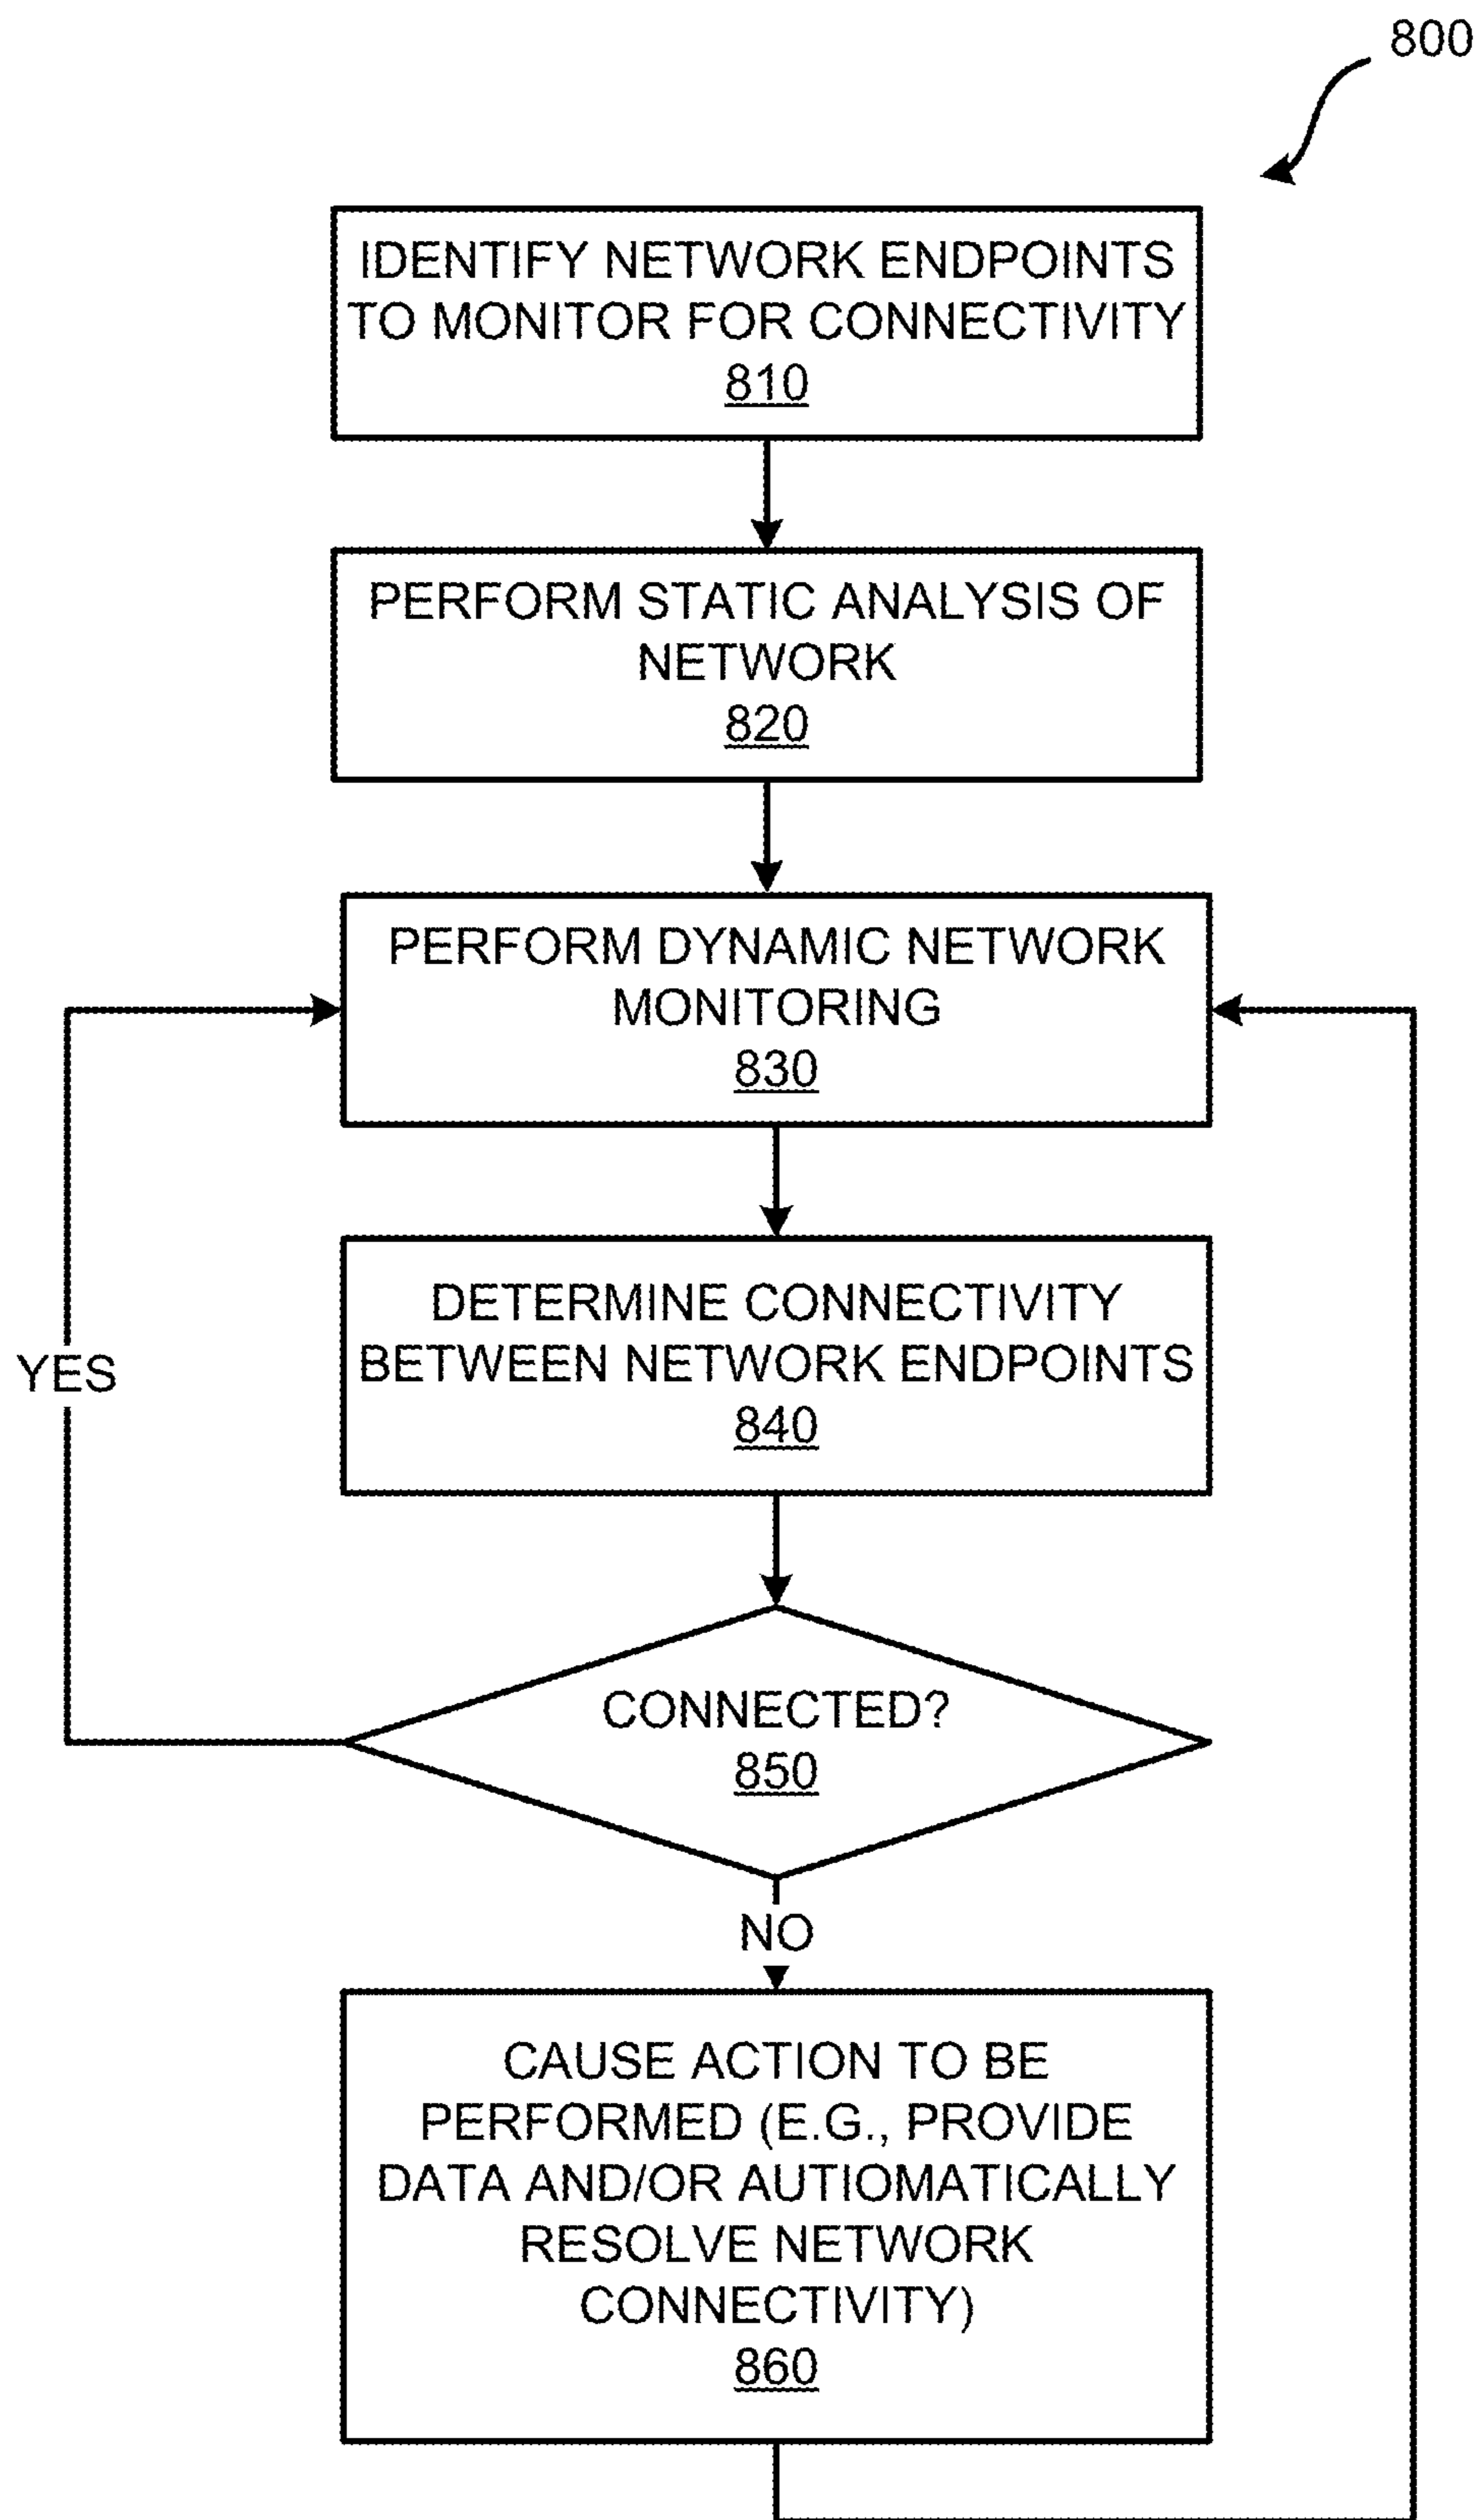 800
IDENTIFY NETWORK ENDPOINTS
TO MONITOR FOR CONNECTIVITY
810
PERFORM STATIC ANALYSIS OF
NETWORK
820
PERFORM DYNAMIC NETWORK
MONITORING
830
DETERMINE CONNECTIVITY
BETWEEN NETWORK ENDPOINTS
840
YES
CONNECTED?
850
NO
CAUSE ACTION TO BE
PERFORMED (E.G., PROVIDE
DATA AND/OR AUTIOMATICALLY
RESOLVE NETWORK
CONNECTIVITY)
860